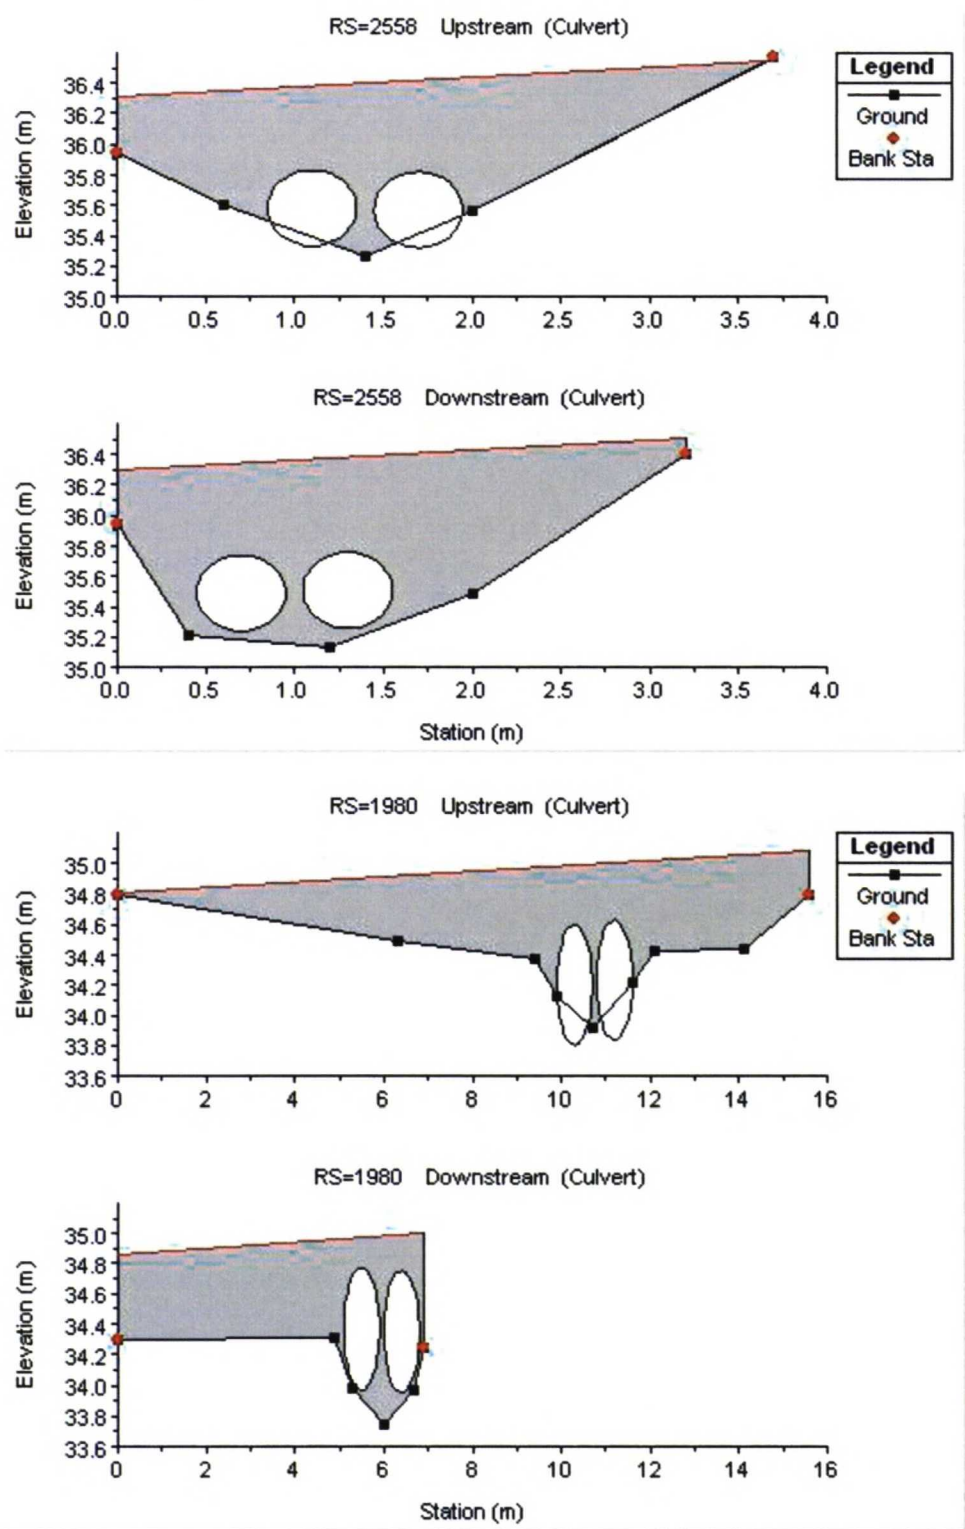 RS=2558 Upstream (Culvert)
Elevation (m)
36.4
36.2
36.0
35.8
35.6
35.4
35.2
35.0
0.0 0.5 1.0 1.5 2.0 2.5 3.0 3.5 4.0
Legend
Ground
Bank Sta
RS=2558 Downstream (Culvert)
Elevation (m)
36.4
36.2
36.0
35.8
35.6
35.4
35.2
35.0
0.0 0.5 1.0 1.5 2.0 2.5 3.0 3.5 4.0
Station (m)
RS=1980 Upstream (Culvert)
Elevation (m)
35.0
34.8
34.6
34.4
34.2
34.0
33.8
33.6
0 2 4 6 8 10 12 14 16
Legend
Ground
Bank Sta
RS=1980 Downstream (Culvert)
Elevation (m)
35.0
34.8
34.6
34.4
34.2
34.0
33.8
33.6
0 2 4 6 8 10 12 14 16
Station (m)